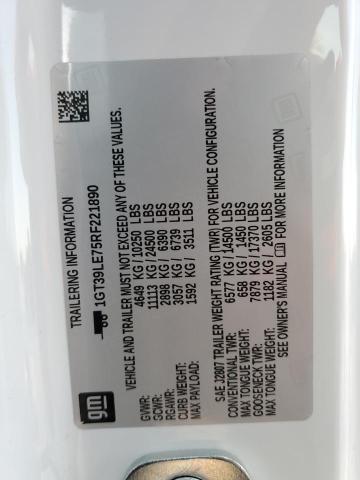 TRAILERING INFORMATION
1GT39LE75RF221890
VEHICLE AND TRAILER MUST NOT EXCEED ANY OF THESE VALUES.
GVWR: 4649 KG / 10250 LBS
GCWR: 11113 KG / 24500 LBS
RGAWR: 2898 KG / 6390 LBS
CURB WEIGHT: 3057 KG / 6739 LBS
MAX PAYLOAD: 1592 KG / 3511 LBS
SAE J2807 TRAILER WEIGHT RATING (TWR) FOR VEHICLE CONFIGURATION.
CONVENTIONAL TWR: 6577 KG / 14500 LBS
MAX TONGUE WEIGHT: 658 KG / 1450 LBS
GOOSENECK TWR: 7879 KG / 17370 LBS
MAX TONGUE WEIGHT: 1182 KG / 2605 LBS
SEE OWNER'S MANUAL FOR MORE INFORMATION
gm